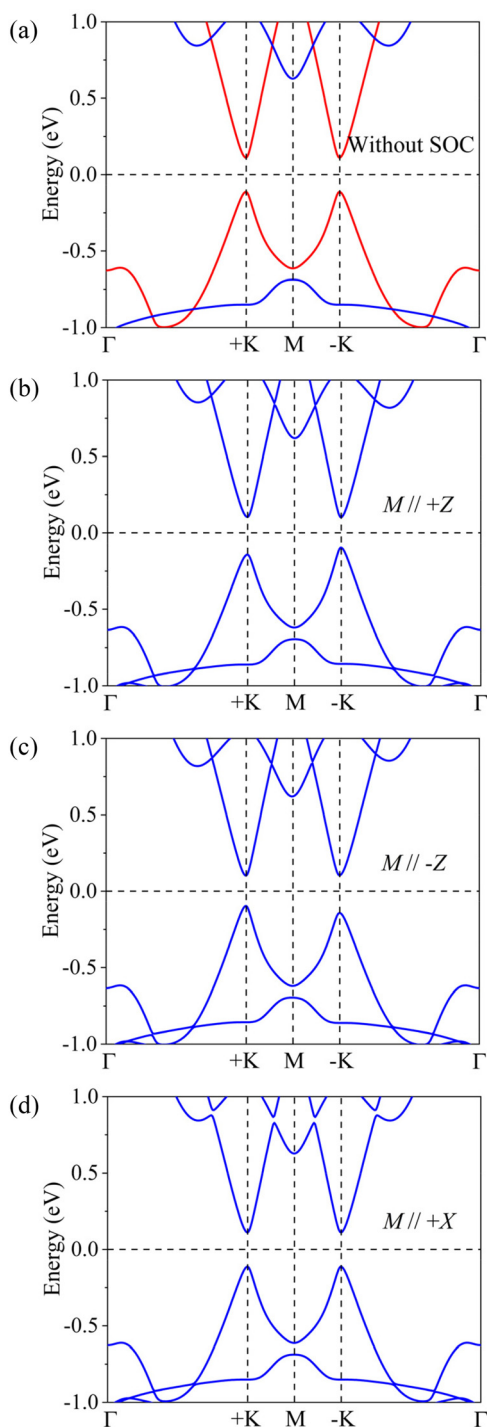 (a)
1.0
0.5
0.0
-0.5
-1.0
Energy (eV)
Without SOC
Γ +K M -K Γ
(b)
1.0
0.5
0.0
-0.5
-1.0
Energy (eV)
M // +Z
Γ +K M -K Γ
(c)
1.0
0.5
0.0
-0.5
-1.0
Energy (eV)
M // -Z
Γ +K M -K Γ
(d)
1.0
0.5
0.0
-0.5
-1.0
Energy (eV)
M // +X
Γ +K M -K Γ